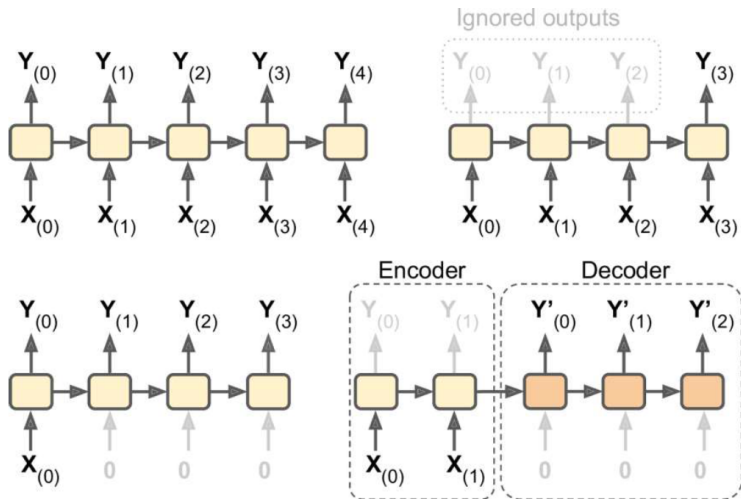 Ignored outputs
Y(0) Y(1) Y(2) Y(3) Y(4)
X(0) X(1) X(2) X(3) X(4)
Y(0) Y(1) Y(2) Y(3)
X(0) X(1) X(2) X(3)
Y(0) Y(1) Y(2) Y(3)
X(0) 0 0 0
Encoder
Decoder
Y(0) Y(1) Y'(0) Y'(1) Y'(2)
X(0) X(1) 0 0 0